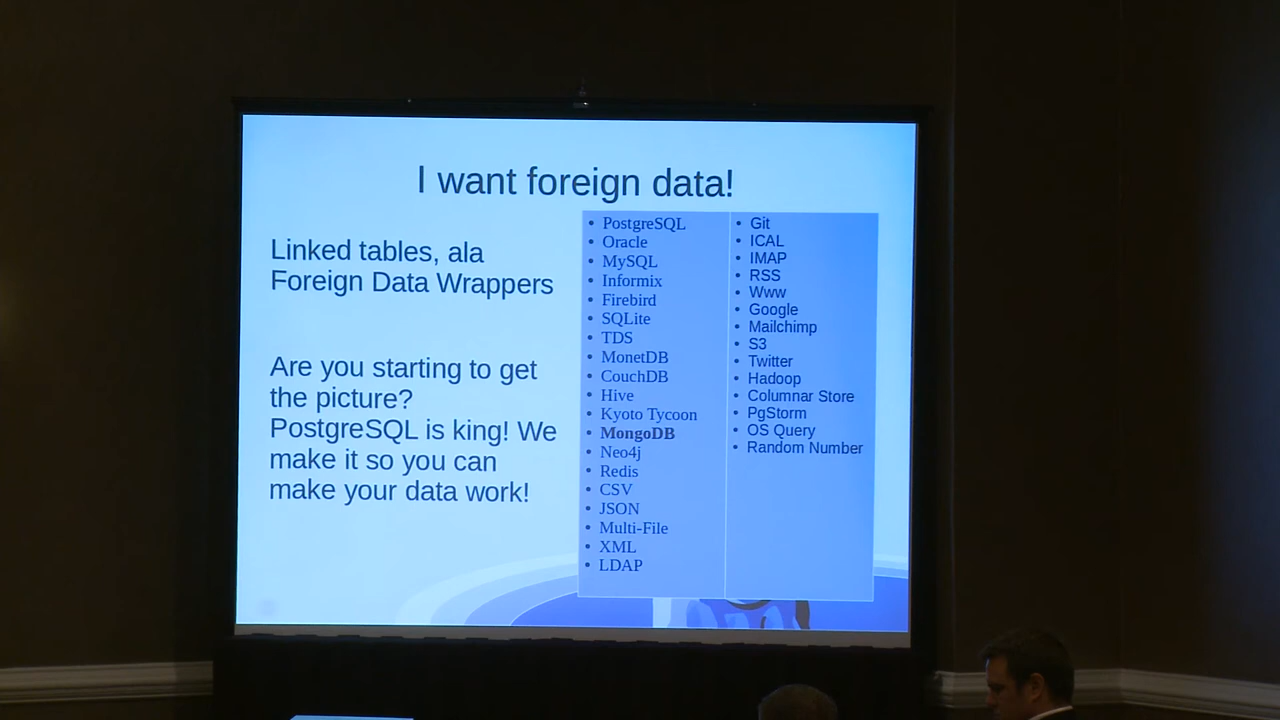 I want foreign data!
Linked tables, ala
Foreign Data Wrappers
Are you starting to get
the picture?
PostgreSQL is king! We
make it so you can
make your data work!
• PostgreSQL
• Oracle
• MySQL
• Informix
• Firebird
• SQLite
• TDS
• MonetDB
• CouchDB
• Hive
• Kyoto Tycoon
• MongoDB
• Neo4j
• Redis
• CSV
• JSON
• Multi-File
• XML
• LDAP
• Git
• ICAL
• IMAP
• RSS
• Www
• Google
• Mailchimp
• S3
• Twitter
• Hadoop
• Columnar Store
• PgStorm
• OS Query
• Random Number